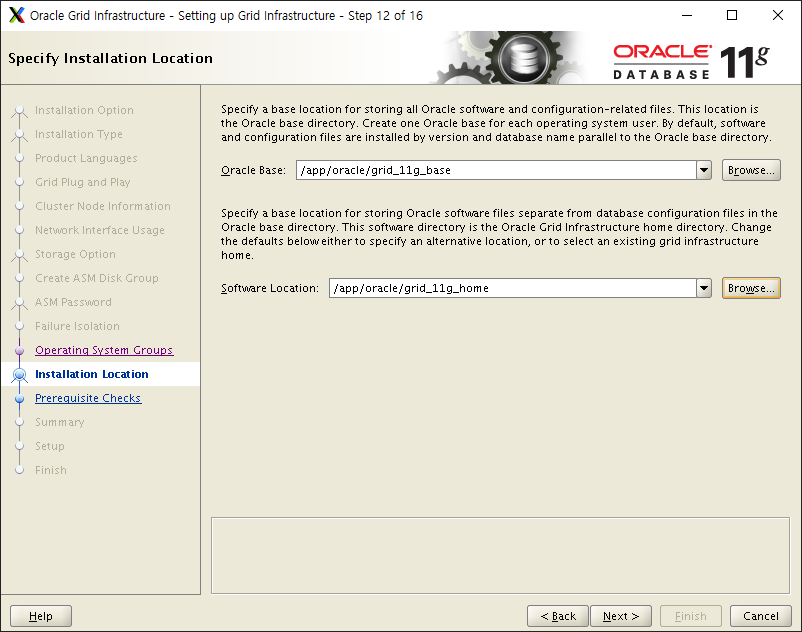 Oracle Grid Infrastructure - Setting up Grid Infrastructure - Step 12 of 16
Specify Installation Location
ORACLE
DATABASE
11g
Installation Option
Installation Type
Product Languages
Grid Plug and Play
Cluster Node Information
Network Interface Usage
Storage Option
Create ASM Disk Group
ASM Password
Failure Isolation
Operating System Groups
Installation Location
Prerequisite Checks
Summary
Setup
Finish
Specify a base location for storing all Oracle software and configuration-related files. This location is
the Oracle base directory. Create one Oracle base for each operating system user. By default, software
and configuration files are installed by version and database name parallel to the Oracle base directory.
Oracle Base: /app/oracle/grid_11g_base Browse...
Specify a base location for storing Oracle software files separate from database configuration files in the
Oracle base directory. This software directory is the Oracle Grid Infrastructure home directory. Change
the defaults below either to specify an alternative location, or to select an existing grid infrastructure
home.
Software Location: /app/oracle/grid_11g_home Browse...
Help < Back Next > Finish Cancel